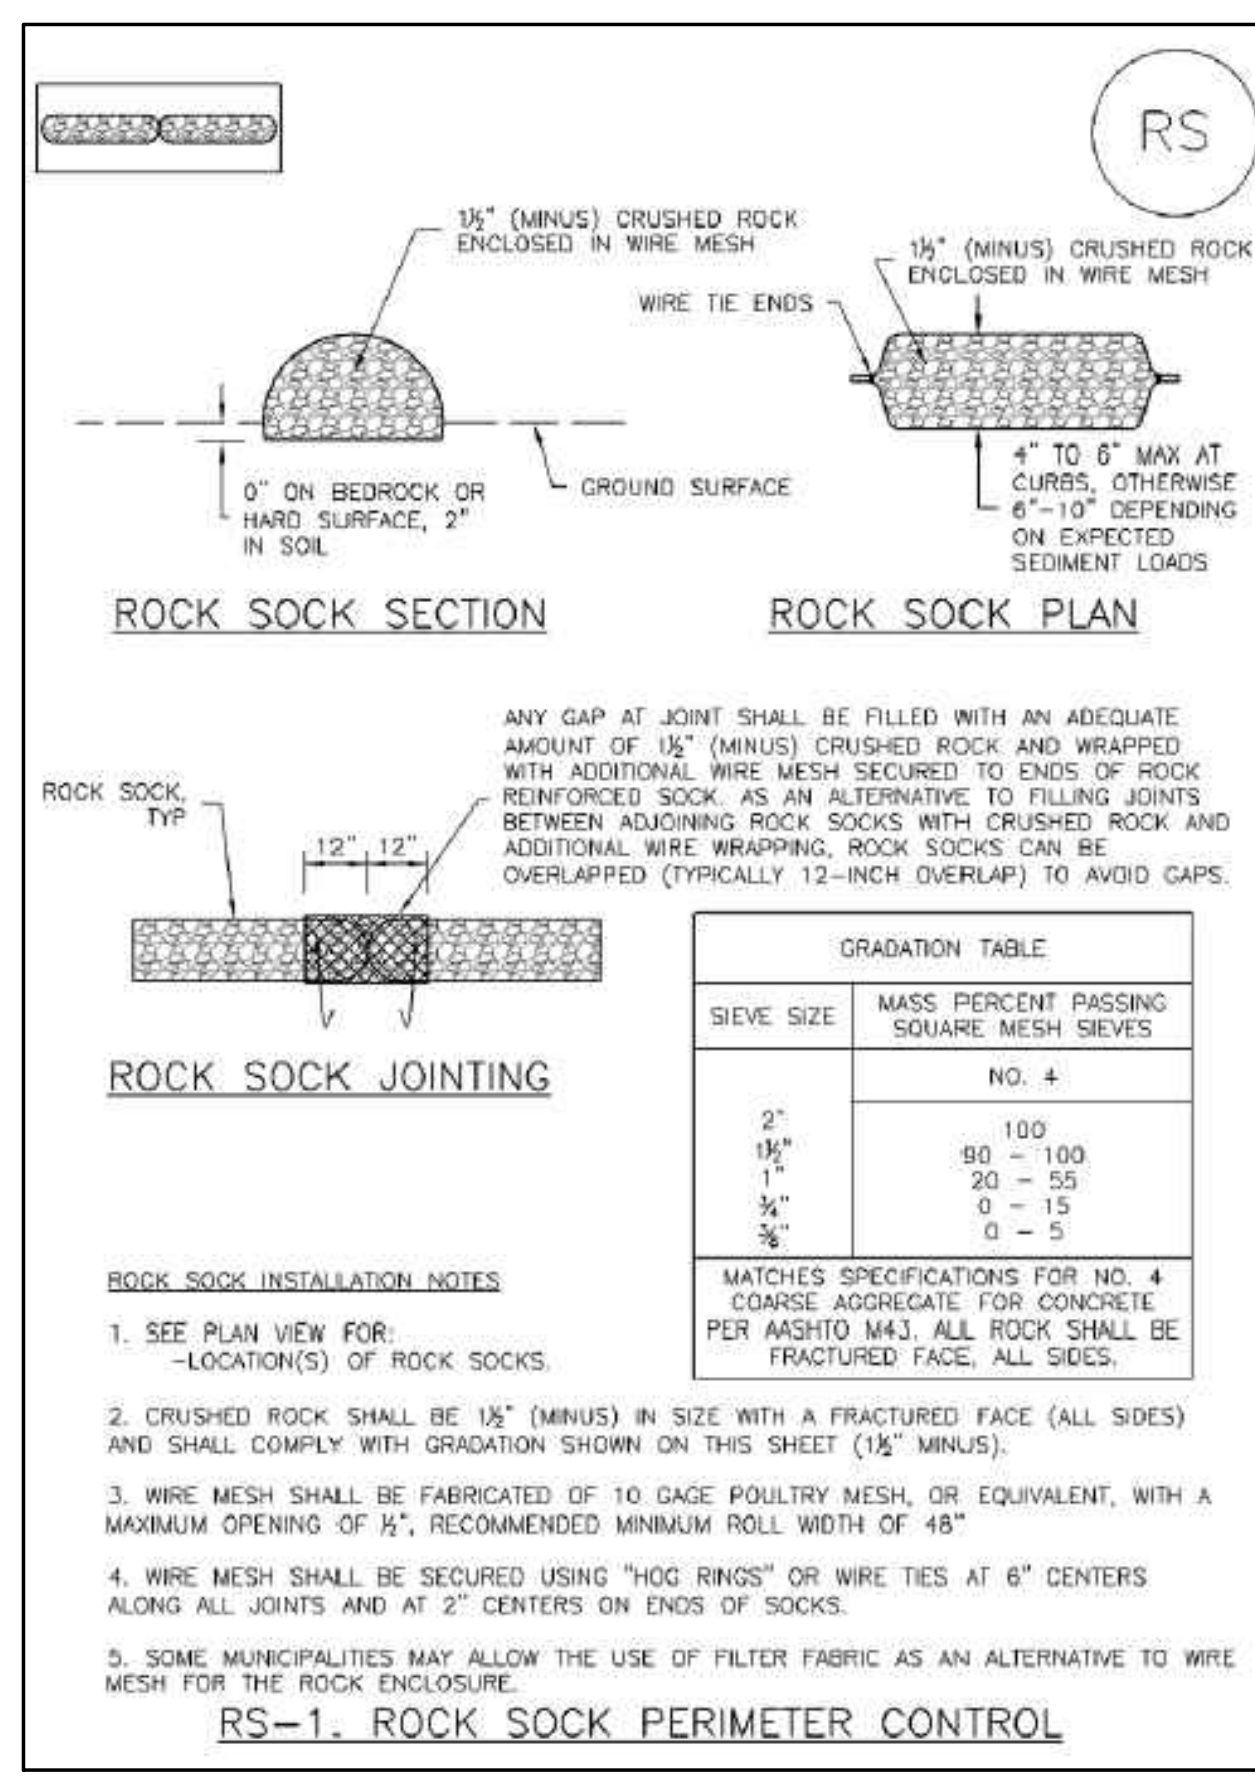 RS
1½" (MINUS) CRUSHED ROCK
ENCLOSED IN WIRE MESH
1½" (MINUS) CRUSHED ROCK
ENCLOSED IN WIRE MESH
WIRE TIE ENDS
GROUND SURFACE
0" ON BEDROCK OR
HARD SURFACE, 2"
IN SOIL
4" TO 6" MAX AT
CURBS, OTHERWISE
6"-10" DEPENDING
ON EXPECTED
SEDIMENT LOADS
ROCK SOCK SECTION
ROCK SOCK PLAN
ANY GAP AT JOINT SHALL BE FILLED WITH AN ADEQUATE
AMOUNT OF 1½" (MINUS) CRUSHED ROCK AND WRAPPED
WITH ADDITIONAL WIRE MESH SECURED TO ENDS OF ROCK
REINFORCED SOCK. AS AN ALTERNATIVE TO FILLING JOINTS
BETWEEN ADJOINING ROCK SOCKS WITH CRUSHED ROCK AND
ADDITIONAL WIRE WRAPPING, ROCK SOCKS CAN BE
OVERLAPPED (TYPICALLY 12-INCH OVERLAP) TO AVOID GAPS.
ROCK SOCK,
TYP
12" 12"
ROCK SOCK JOINTING
GRADATION TABLE
SIEVE SIZE
MASS PERCENT PASSING
SQUARE MESH SIEVES
NO. 4
2" 100
1½" 90 - 100
1" 20 - 55
¾" 0 - 15
⅜" 0 - 5
MATCHES SPECIFICATIONS FOR NO. 4
COARSE AGGREGATE FOR CONCRETE
PER AASHTO M43. ALL ROCK SHALL BE
FRACTURED FACE, ALL SIDES.
ROCK SOCK INSTALLATION NOTES
1. SEE PLAN VIEW FOR:
-LOCATION(S) OF ROCK SOCKS.
2. CRUSHED ROCK SHALL BE 1½" (MINUS) IN SIZE WITH A FRACTURED FACE (ALL SIDES)
AND SHALL COMPLY WITH GRADATION SHOWN ON THIS SHEET (1½" MINUS).
3. WIRE MESH SHALL BE FABRICATED OF 10 GAGE POULTRY MESH, OR EQUIVALENT, WITH A
MAXIMUM OPENING OF ½", RECOMMENDED MINIMUM ROLL WIDTH OF 48"
4. WIRE MESH SHALL BE SECURED USING "HOG RINGS" OR WIRE TIES AT 6" CENTERS
ALONG ALL JOINTS AND AT 2" CENTERS ON ENDS OF SOCKS.
5. SOME MUNICIPALITIES MAY ALLOW THE USE OF FILTER FABRIC AS AN ALTERNATIVE TO WIRE
MESH FOR THE ROCK ENCLOSURE.
RS-1. ROCK SOCK PERIMETER CONTROL